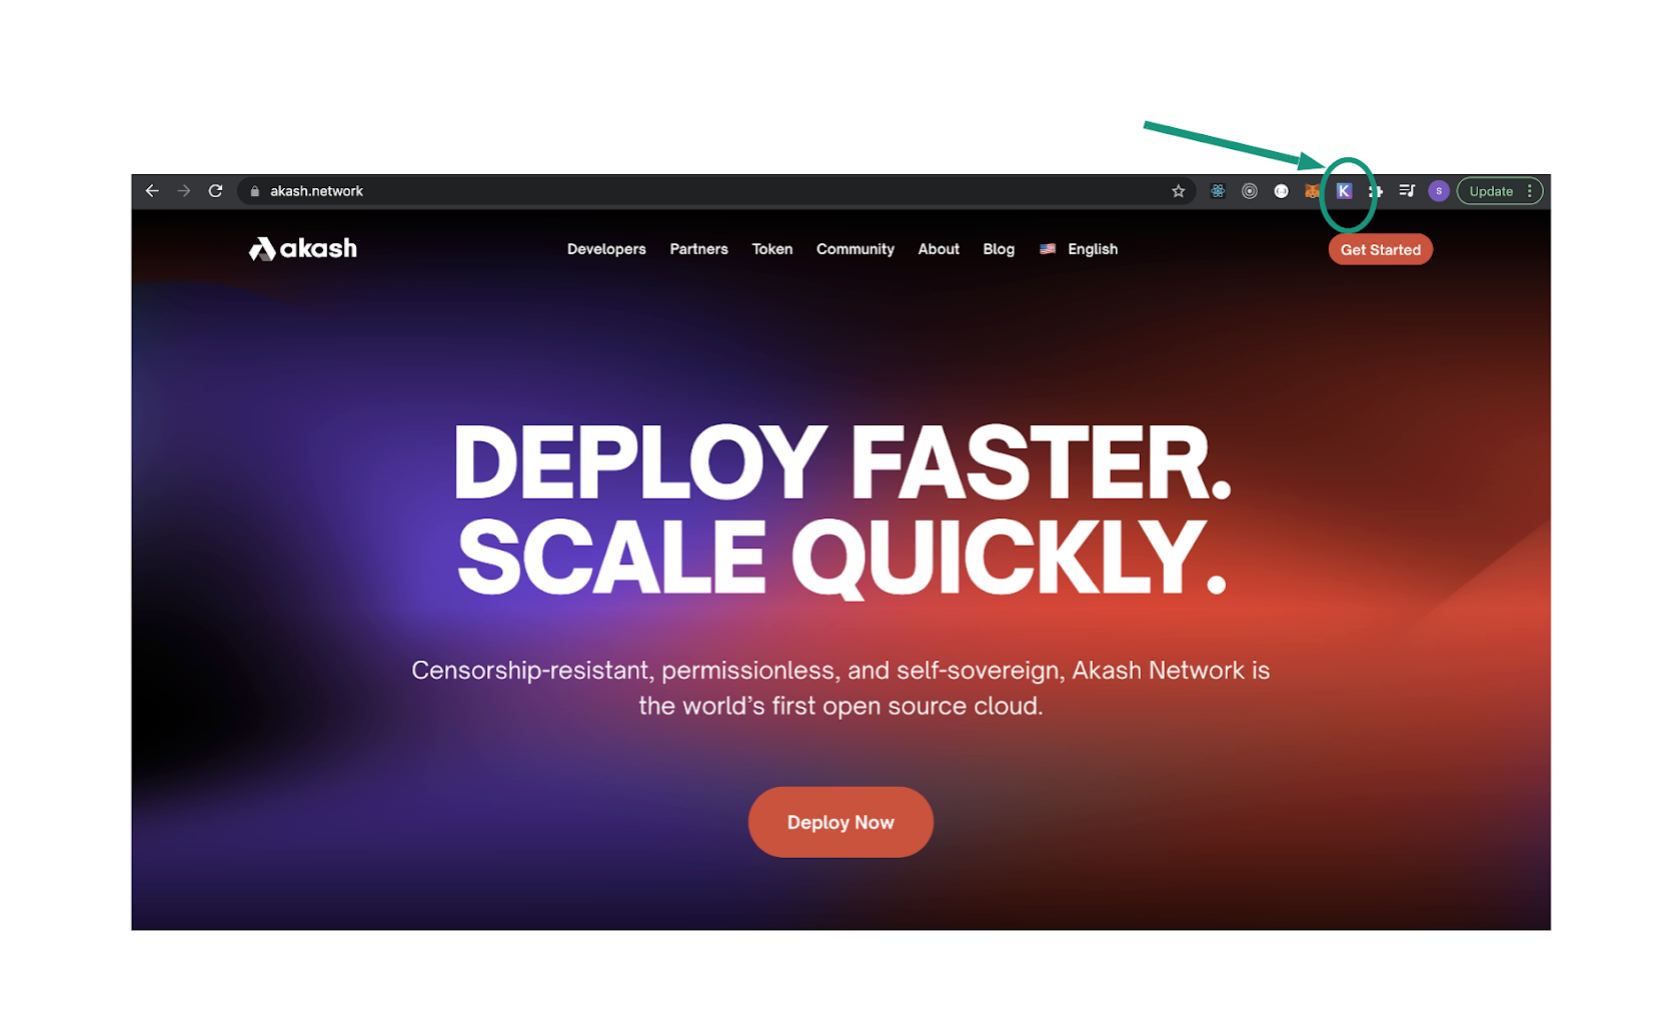 akash.network
K
S
Update
akash
Developers
Partners
Token
Community
About
Blog
English
Get Started
DEPLOY FASTER.
SCALE QUICKLY.
Censorship-resistant, permissionless, and self-sovereign, Akash Network is
the world’s first open source cloud.
Deploy Now